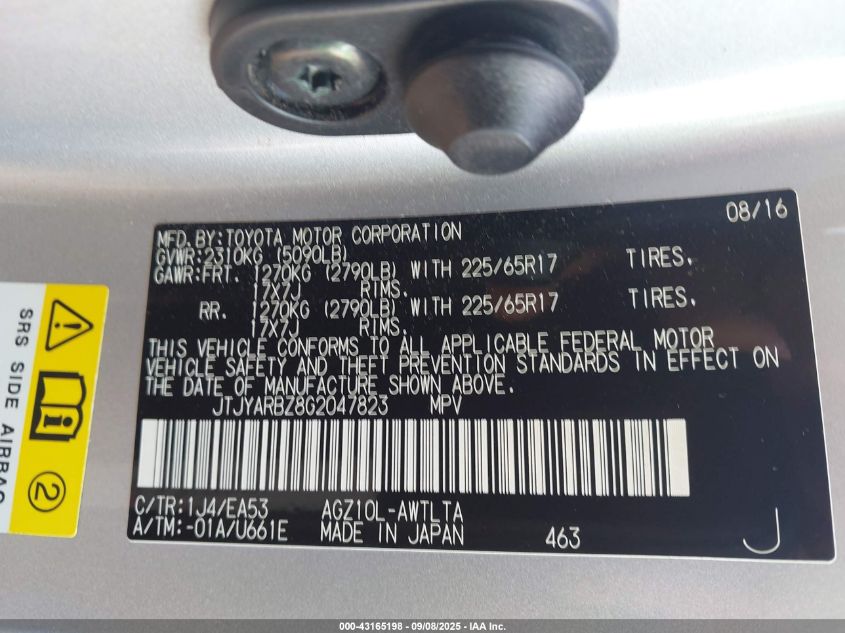 08/16
MFD. BY: TOYOTA MOTOR CORPORATION
GVWR: 2310KG (5090LB)
GAWR: FRT. 1270KG (2790LB) WITH 225/65R17 TIRES.
17X7J RIMS.
RR. 1270KG (2790LB) WITH 225/65R17 TIRES.
17X7J RIMS.
THIS VEHICLE CONFORMS TO ALL APPLICABLE FEDERAL MOTOR
VEHICLE SAFETY AND THEFT PREVENTION STANDARDS IN EFFECT ON
THE DATE OF MANUFACTURE SHOWN ABOVE.
JTJYARBZ8G2047823 MPV
C/TR:1J4/EA53 AGZ10L-AWTLTA
A/TM:-01A/U661E MADE IN JAPAN 463 J
SRS SIDE AIRBAG
2
000-43165198 - 09/08/2025 - IAA Inc.